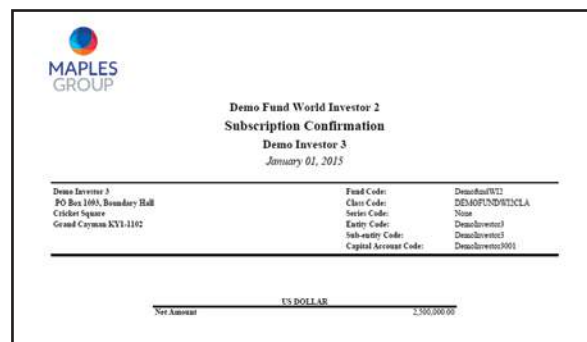 MAPLES
GROUP
Demo Fund World Investor 2
Subscription Confirmation
Demo Investor 3
January 01, 2015
Demo Investor 3
PO Box 1093, Boundary Hall
Cricket Square
Grand Cayman KY1-1102
Fund Code: DemofundWI2
Class Code: DEMOFUNDWI2CLA
Series Code: None
Entity Code: DemoInvestor3
Sub-entity Code: DemoInvestor3
Capital Account Code: DemoInvestor3001
US DOLLAR
Net Amount 2,500,000.00